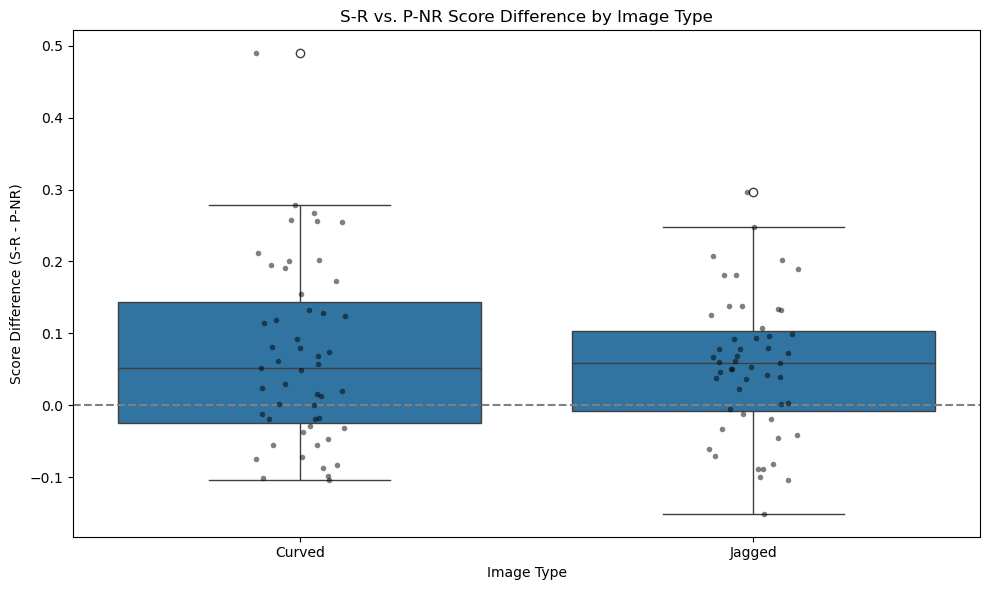 S-R vs. P-NR Score Difference by Image Type
Score Difference (S-R - P-NR)
0.5
0.4
0.3
0.2
0.1
0.0
−0.1
Curved
Jagged
Image Type